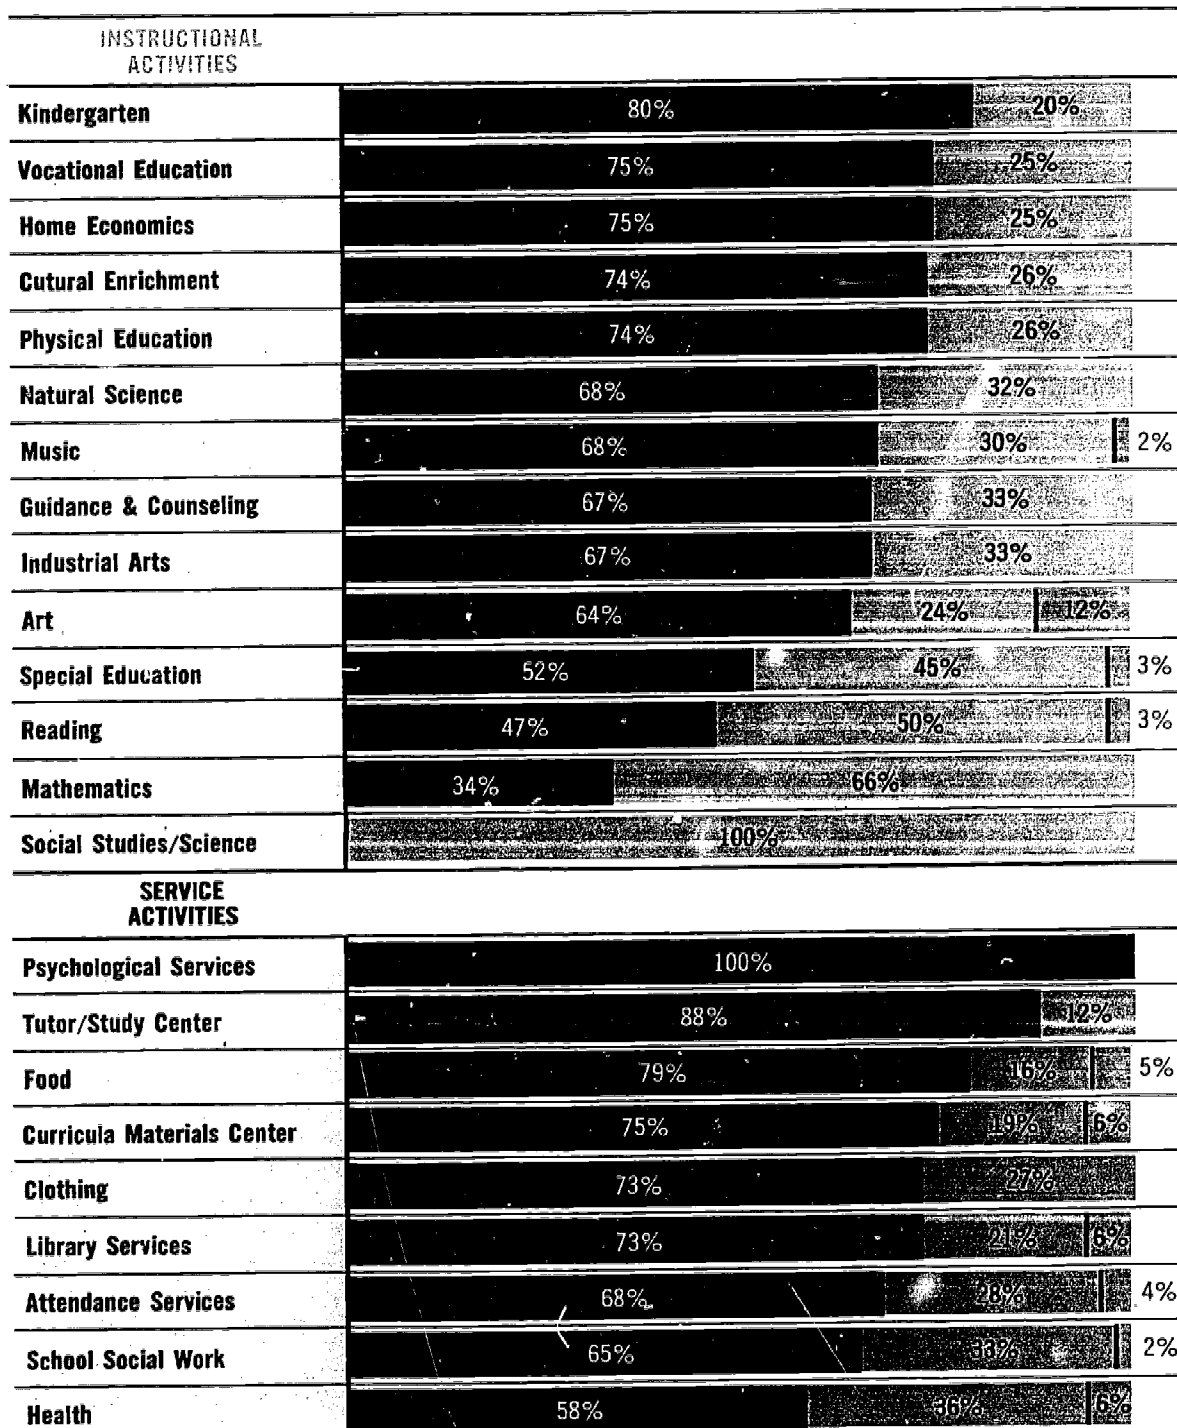 INSTRUCTIONAL
ACTIVITIES
Kindergarten 80% 20%
Vocational Education 75% 25%
Home Economics 75% 25%
Cutural Enrichment 74% 26%
Physical Education 74% 26%
Natural Science 68% 32%
Music 68% 30% 2%
Guidance & Counseling 67% 33%
Industrial Arts 67% 33%
Art 64% 24% 12%
Special Education 52% 45% 3%
Reading 47% 50% 3%
Mathematics 34% 66%
Social Studies/Science 100%
SERVICE
ACTIVITIES
Psychological Services 100%
Tutor/Study Center 88% 12%
Food 79% 16% 5%
Curricula Materials Center 75% 19% 6%
Clothing 73% 27%
Library Services 73% 21% 6%
Attendance Services 68% 28% 4%
School Social Work 65% 33% 2%
Health 58% 36% 6%